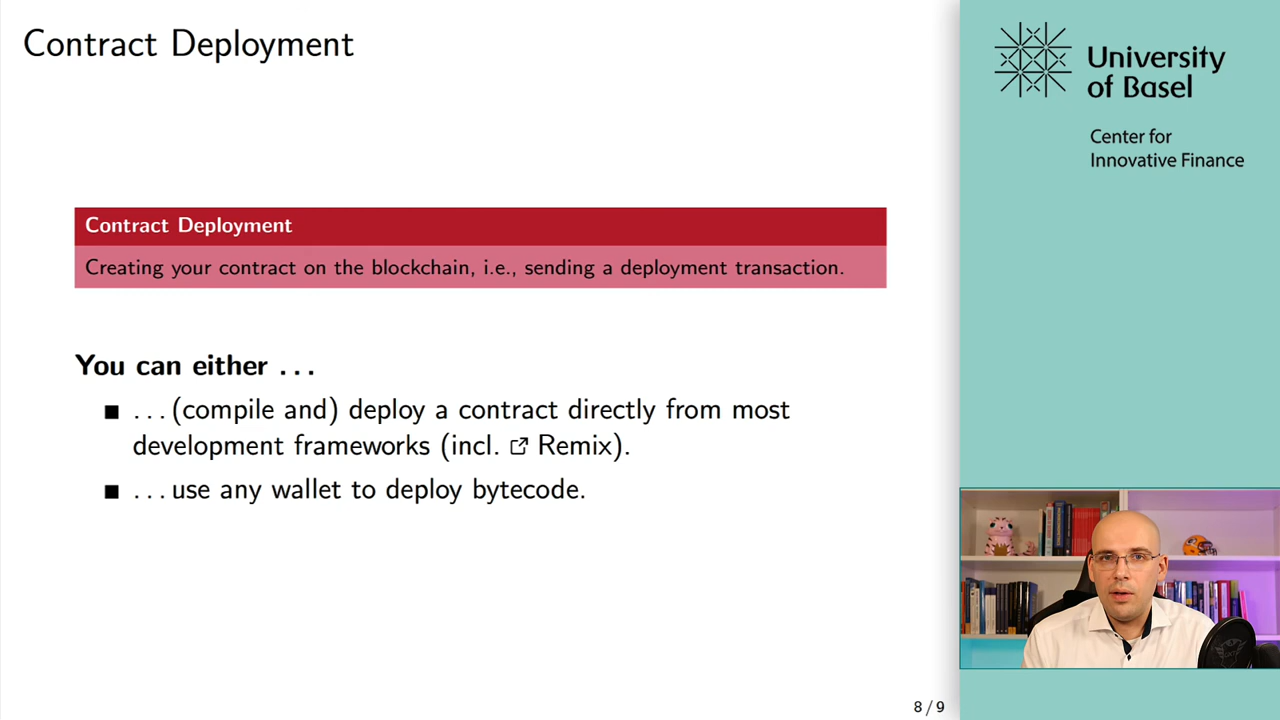 Contract Deployment
Contract Deployment
Creating your contract on the blockchain, i.e., sending a deployment transaction.
You can either . . .
. . . (compile and) deploy a contract directly from most
development frameworks (incl. Remix).
. . . use any wallet to deploy bytecode.
8 / 9
University
of Basel
Center for
Innovative Finance